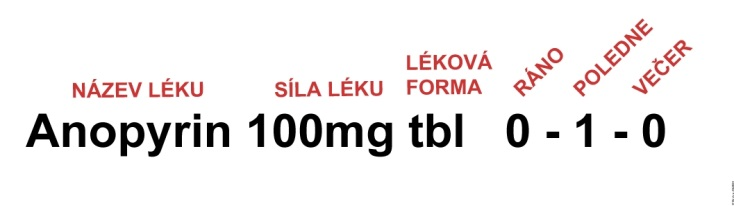 NÁZEV LÉKU SÍLA LÉKU LÉKOVÁ FORMA RÁNO POLEDNE VEČER
Anopyrin 100mg tbl 0 - 1 - 0